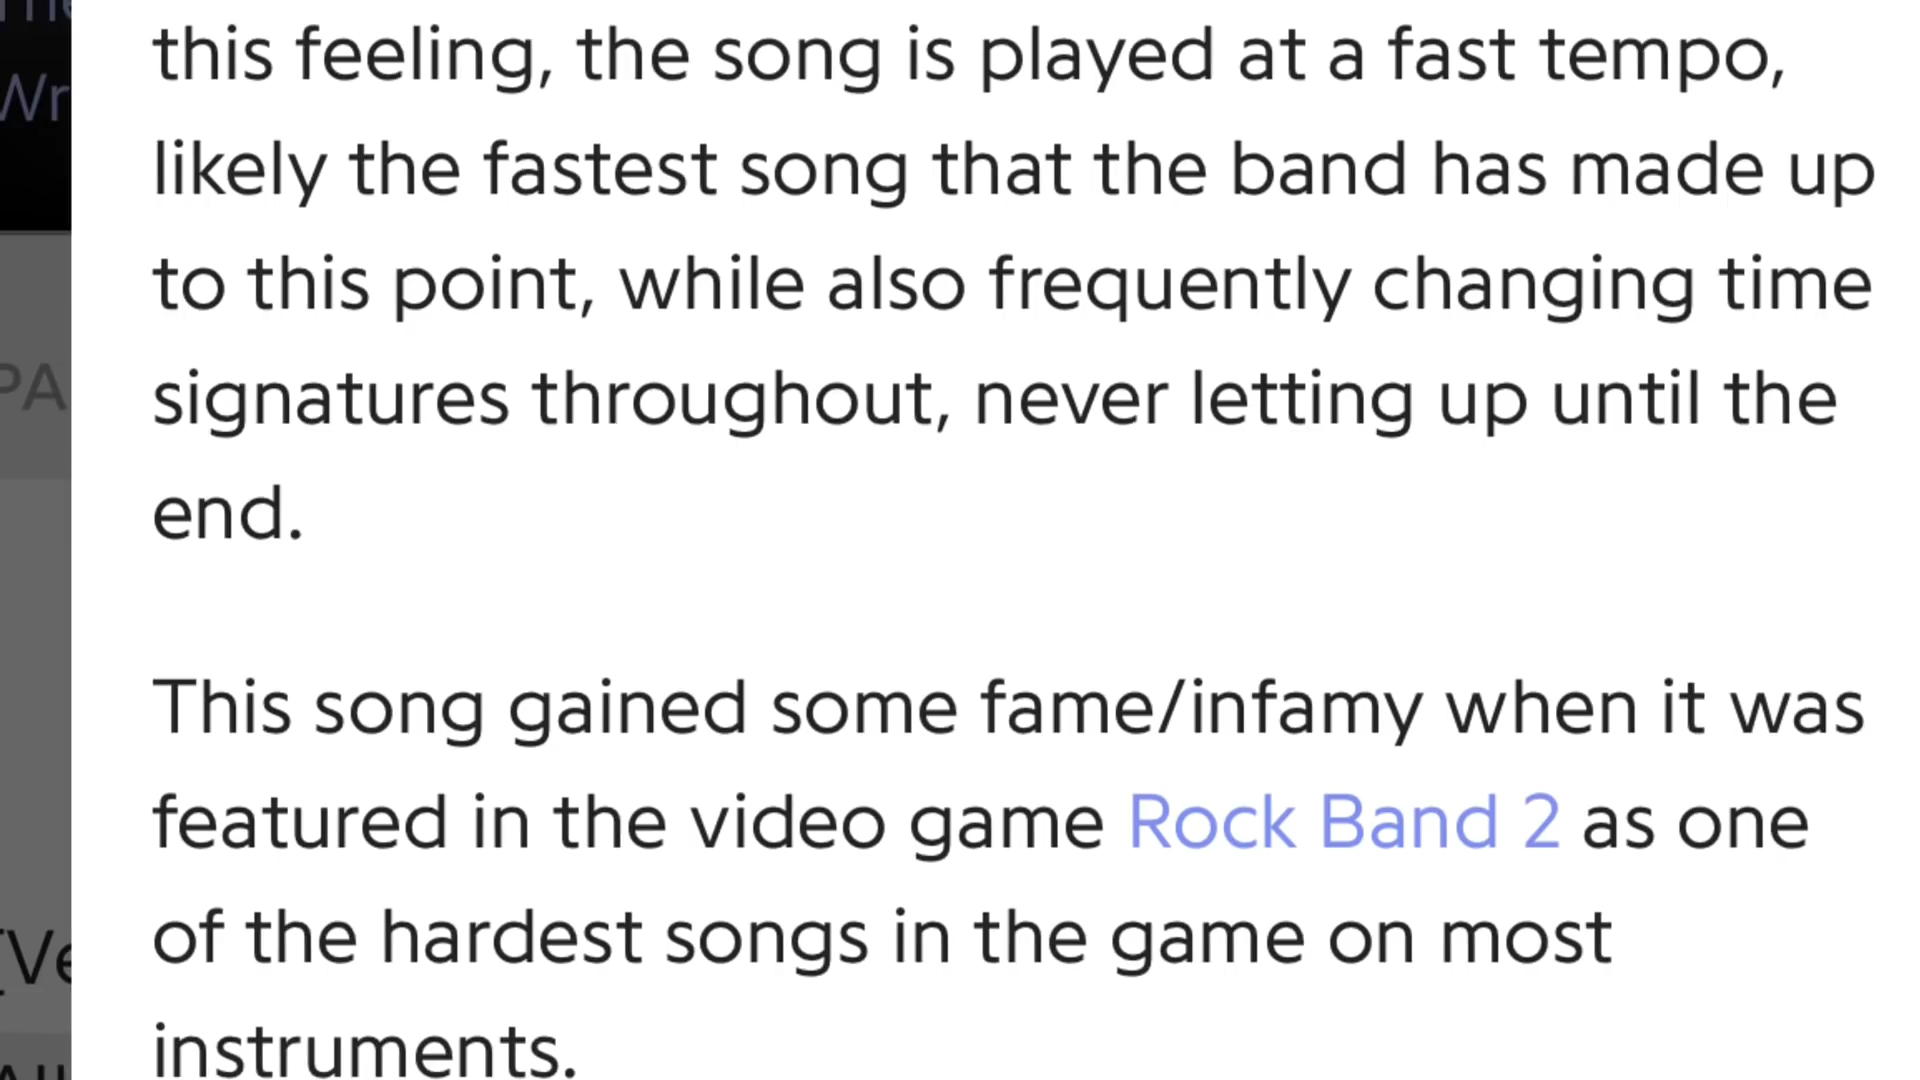 this feeling, the song is played at a fast tempo,
likely the fastest song that the band has made up
to this point, while also frequently changing time
signatures throughout, never letting up until the
end.
This song gained some fame/infamy when it was
featured in the video game Rock Band 2 as one
of the hardest songs in the game on most
instruments.